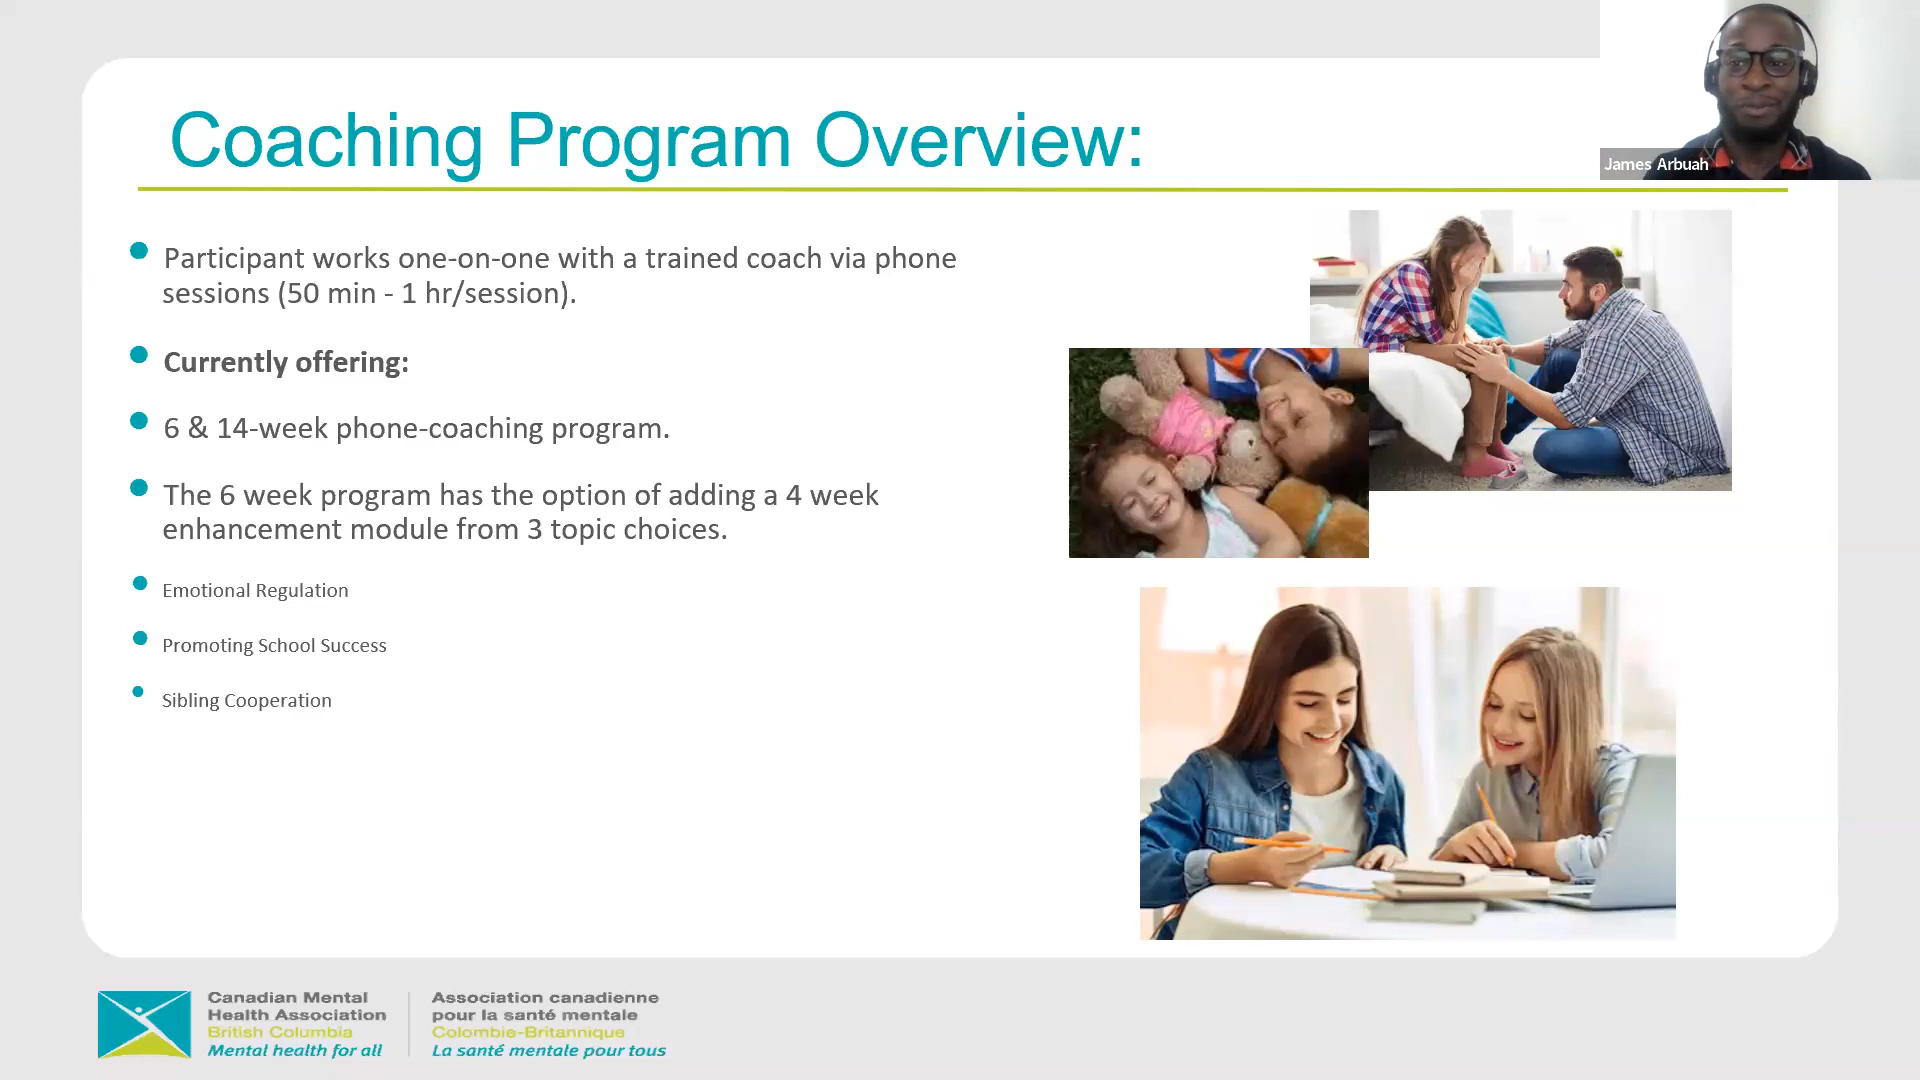 Coaching Program Overview:
James Arbuah
Participant works one-on-one with a trained coach via phone
sessions (50 min - 1 hr/session).
Currently offering:
6 & 14-week phone-coaching program.
The 6 week program has the option of adding a 4 week
enhancement module from 3 topic choices.
Emotional Regulation
Promoting School Success
Sibling Cooperation
Canadian Mental
Health Association
British Columbia
Mental health for all
Association canadienne
pour la santé mentale
Colombie-Britannique
La santé mentale pour tous